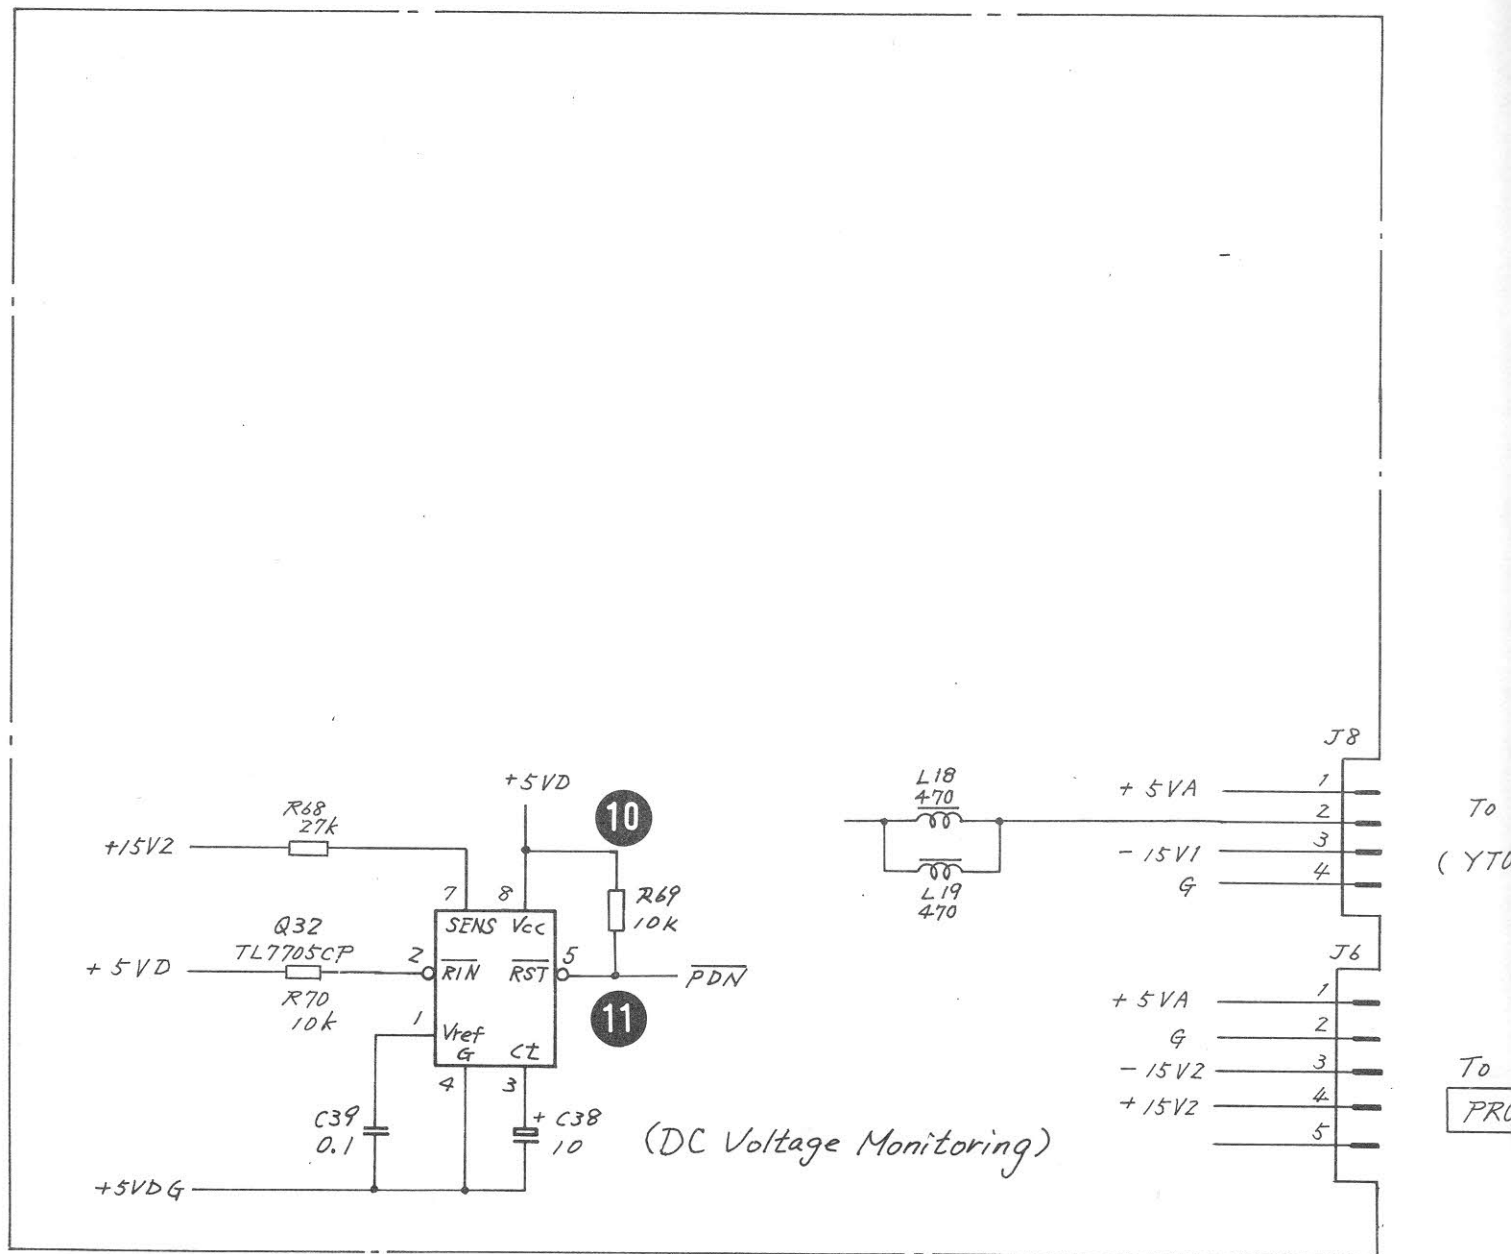 J8
+5VD
10
R68
27k
+15V2
7
8
SENS
Vcc
R69
10k
Q32
TL7705CP
+5VD
2
RIN
RST
5
PDN
R70
10k
11
1
Vref
G
Ct
4
3
C39
0.1
+
C38
10
(DC Voltage Monitoring)
+5VDG
L18
470
L19
470
+5VA
1
2
-15V1
3
G
4
To
(YTO
J6
+5VA
1
G
2
-15V2
3
+15V2
4
5
To